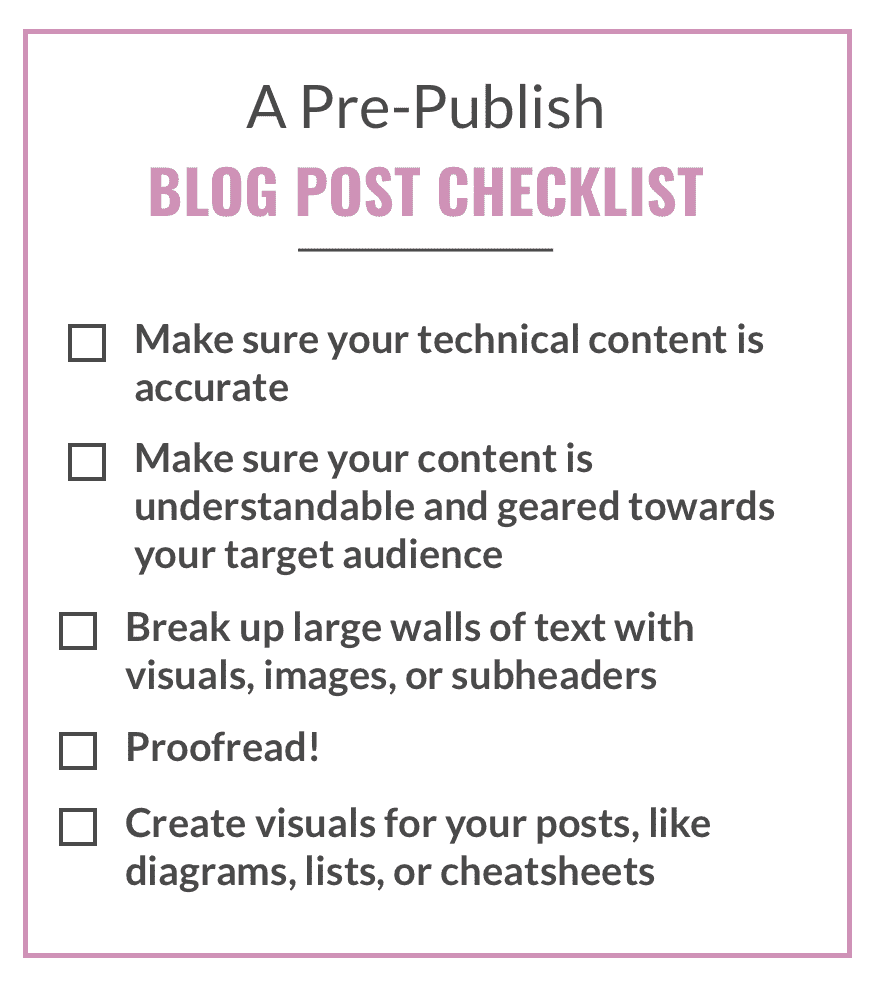 A Pre-Publish
BLOG POST CHECKLIST
Make sure your technical content is
accurate
Make sure your content is
understandable and geared towards
your target audience
Break up large walls of text with
visuals, images, or subheaders
Proofread!
Create visuals for your posts, like
diagrams, lists, or cheatsheets